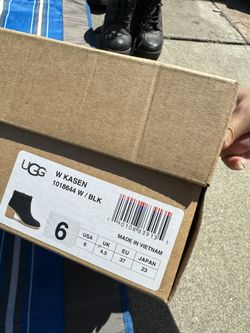 UGG
W KASEN
1018644 W / BLK
6
USA UK EU JAPAN
6 4.5 37 23
MADE IN VIETNAM